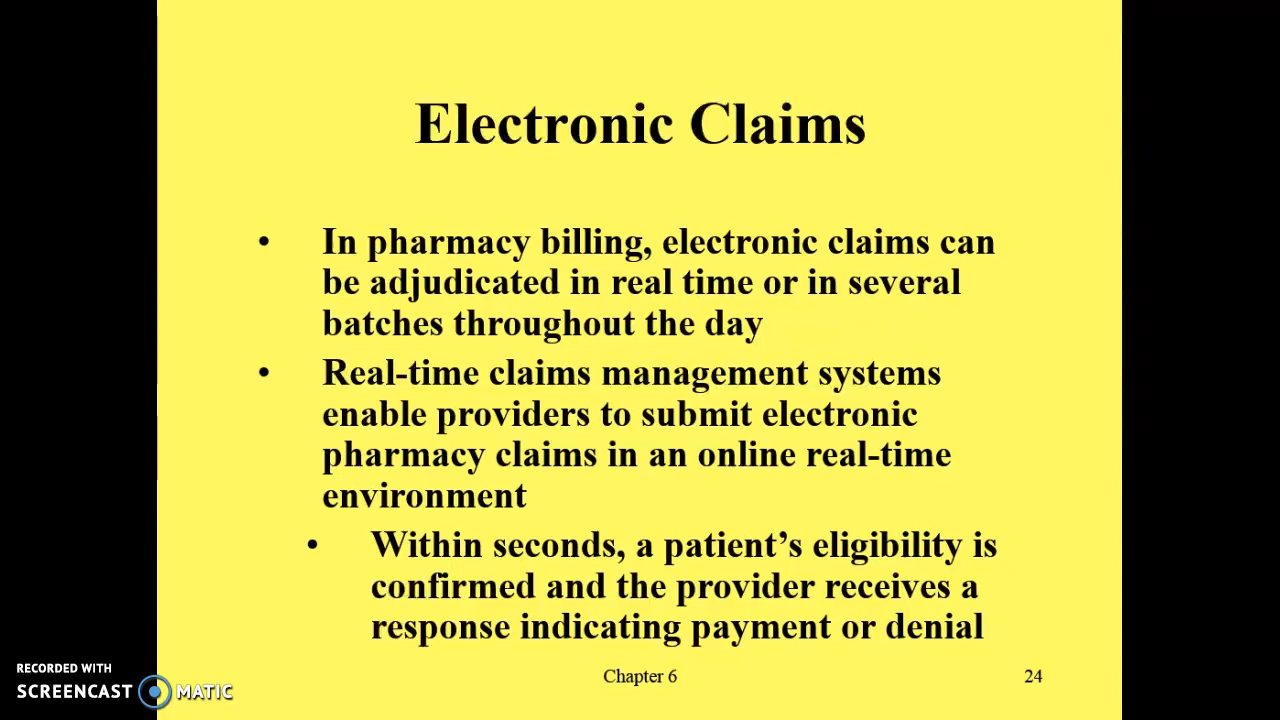 Electronic Claims
• In pharmacy billing, electronic claims can
be adjudicated in real time or in several
batches throughout the day
• Real-time claims management systems
enable providers to submit electronic
pharmacy claims in an online real-time
environment
• Within seconds, a patient’s eligibility is
confirmed and the provider receives a
response indicating payment or denial
Chapter 6
24
RECORDED WITH
SCREENCAST MATIC